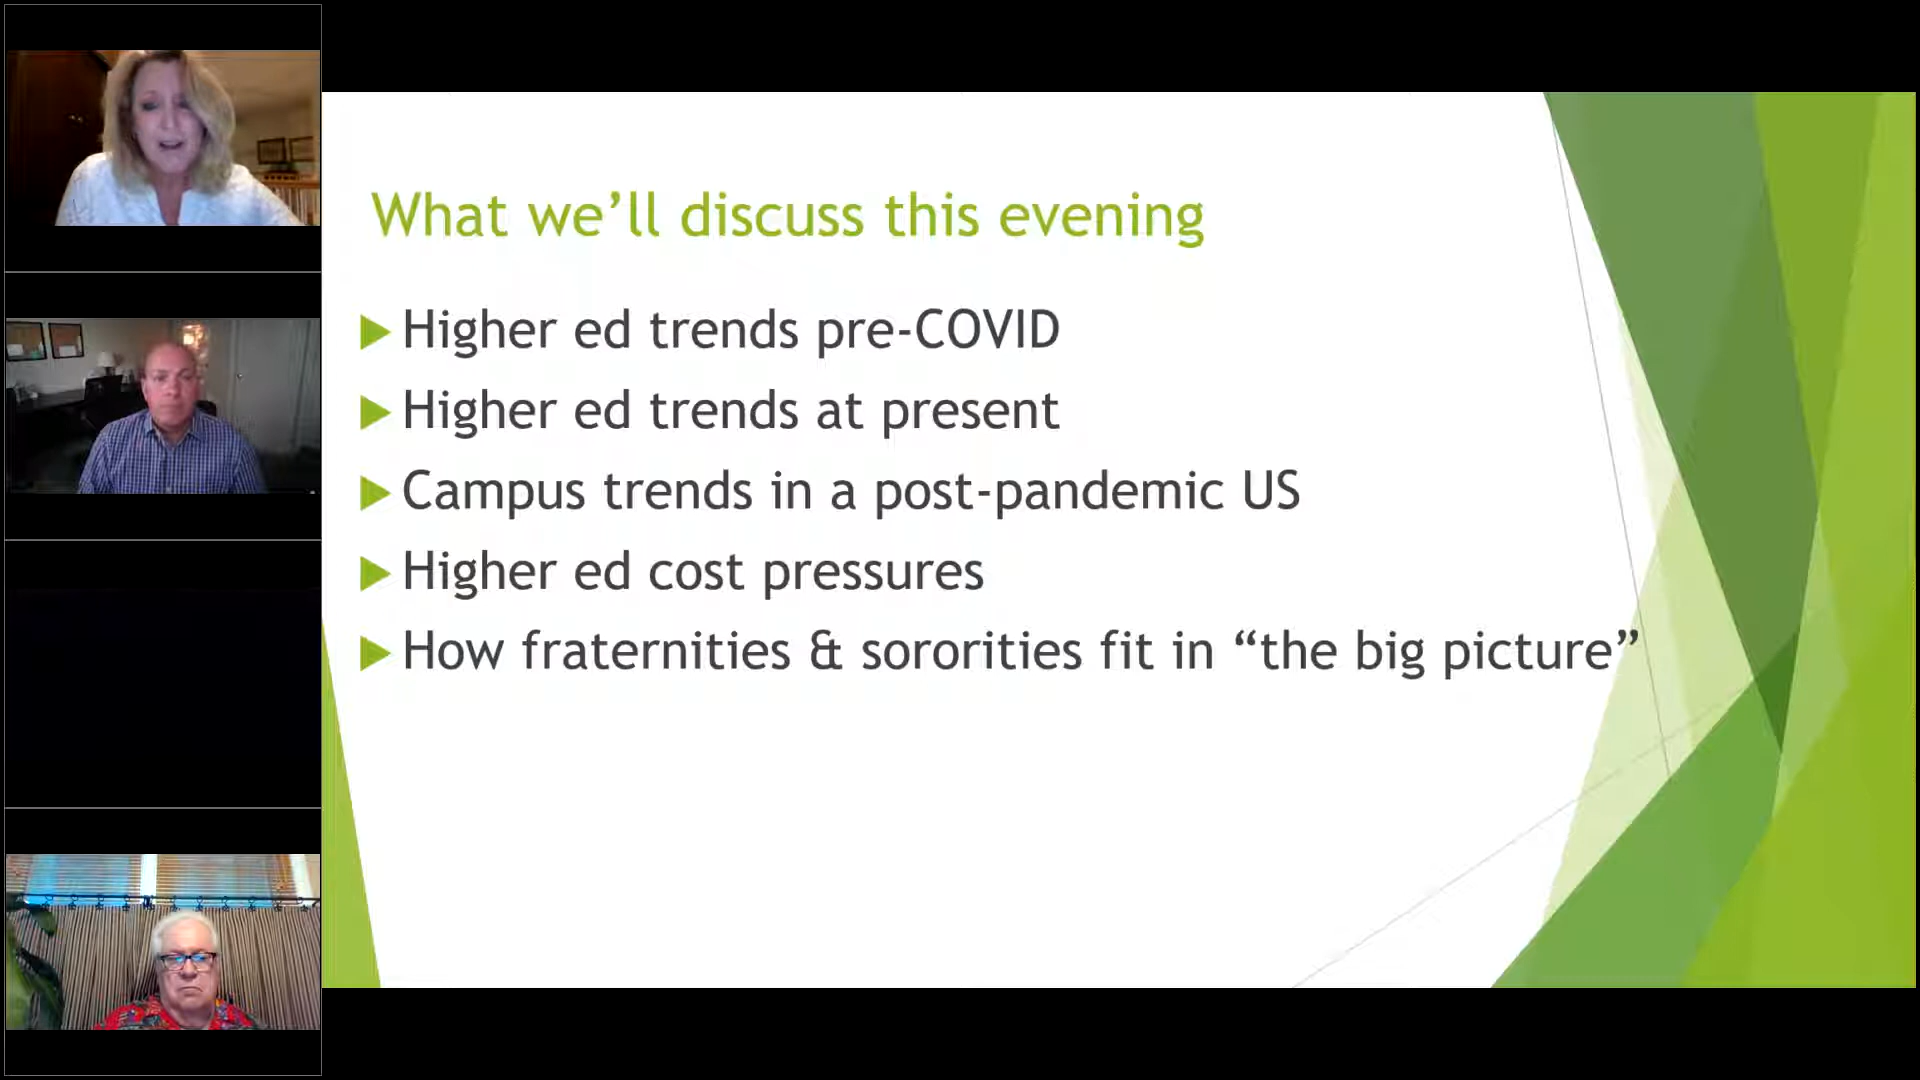 What we’ll discuss this evening
Higher ed trends pre-COVID
Higher ed trends at present
Campus trends in a post-pandemic US
Higher ed cost pressures
How fraternities & sororities fit in “the big picture”